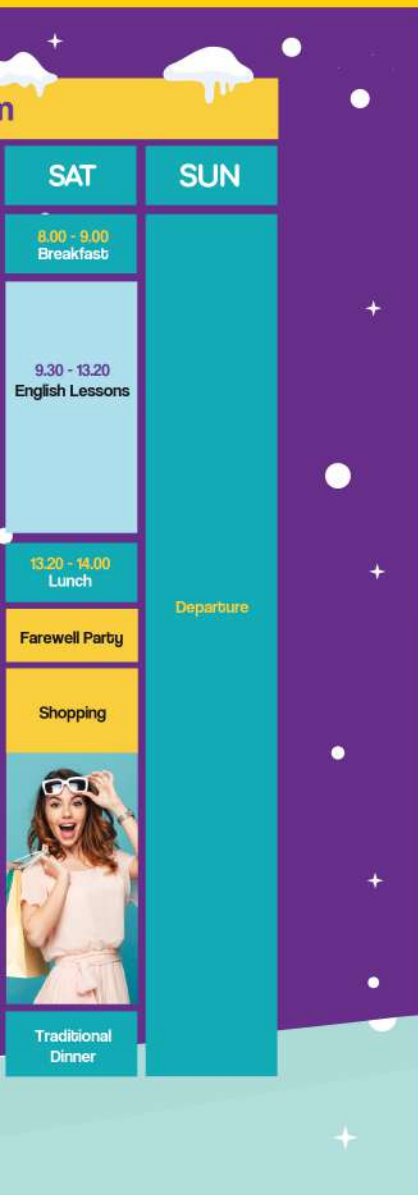 m
SAT
SUN
8.00 - 9.00
Breakfast
9.30 - 13.20
English Lessons
13.20 - 14.00
Lunch
Departure
Farewell Party
Shopping
Traditional
Dinner